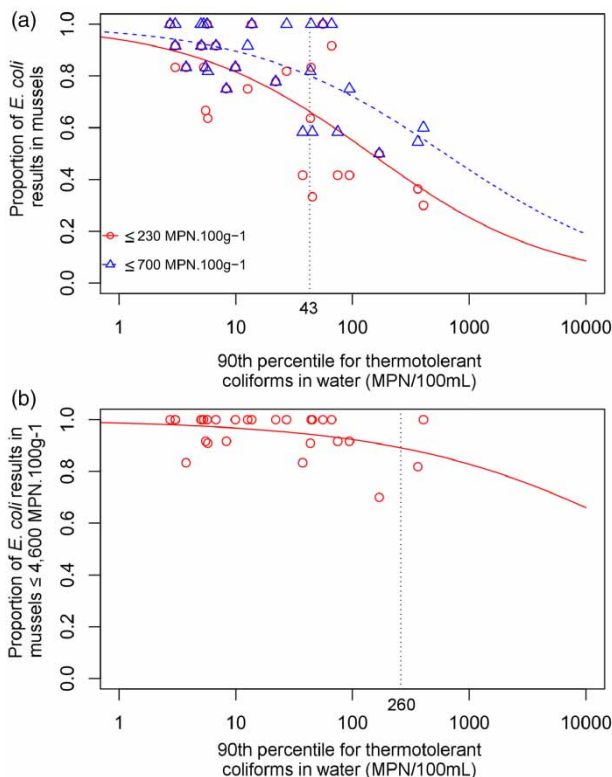 (a)
1.0
0.8
0.6
0.4
0.2
0.0
Proportion of E. coli
results in mussels
≤ 230 MPN.100g−1
≤ 700 MPN.100g−1
43
1 10 100 1000 10000
90th percentile for thermotolerant
coliforms in water (MPN/100mL)
(b)
1.0
0.8
0.6
0.4
0.2
0.0
Proportion of E. coli results in
mussels ≤ 4,600 MPN.100g-1
260
1 10 100 1000 10000
90th percentile for thermotolerant
coliforms in water (MPN/100mL)